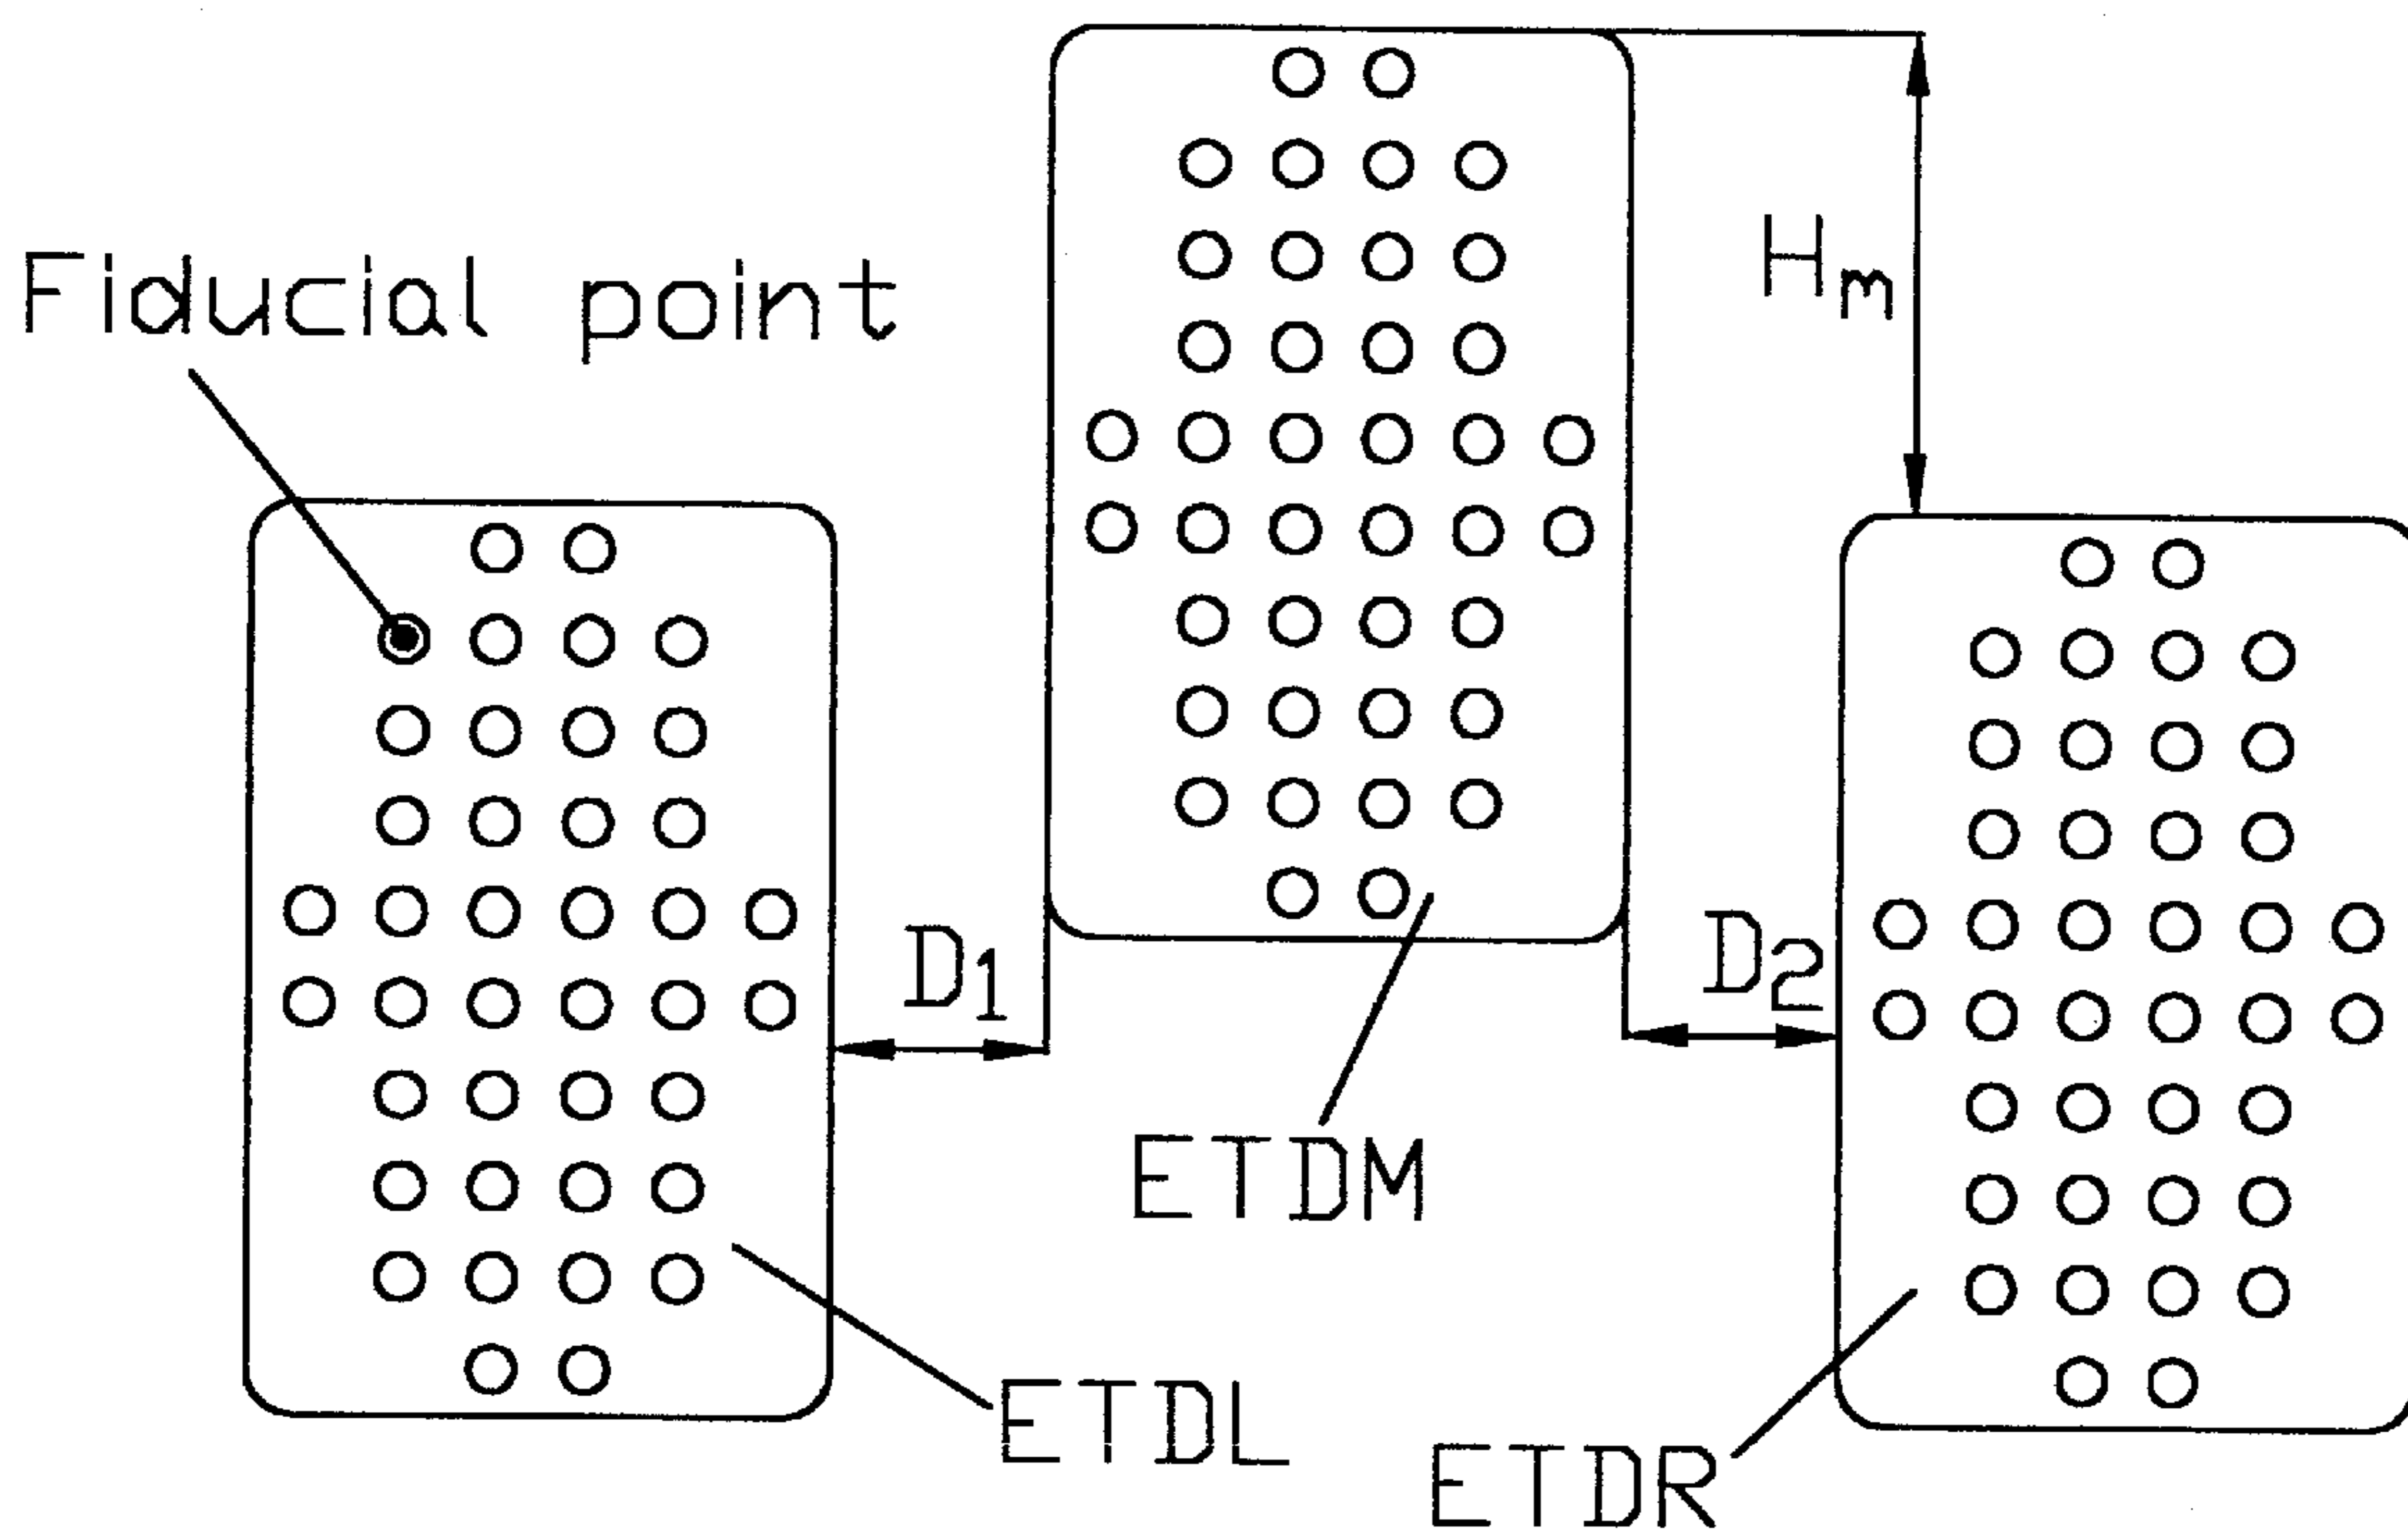 Fiducial point
Hm
D1
D2
ETDM
ETDL
ETDR